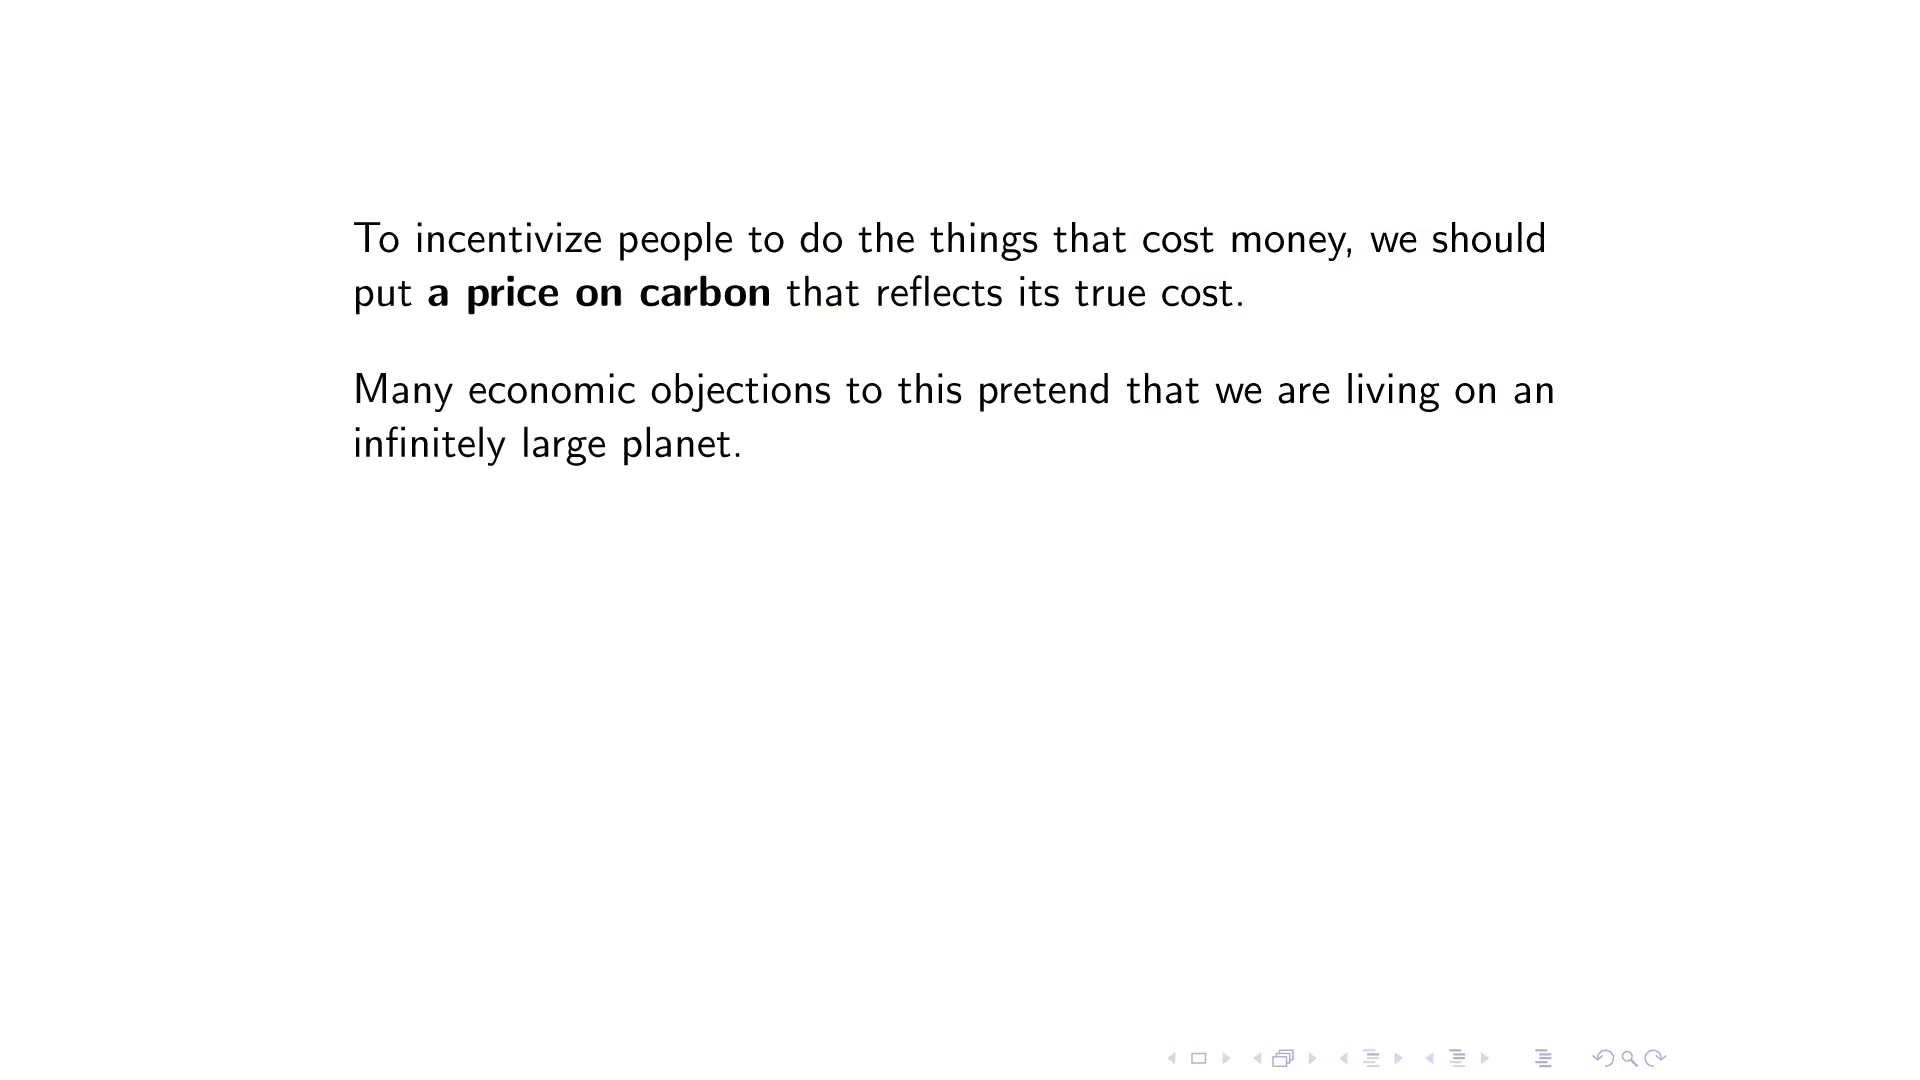 To incentivize people to do the things that cost money, we should
put a price on carbon that reflects its true cost.
Many economic objections to this pretend that we are living on an
infinitely large planet.